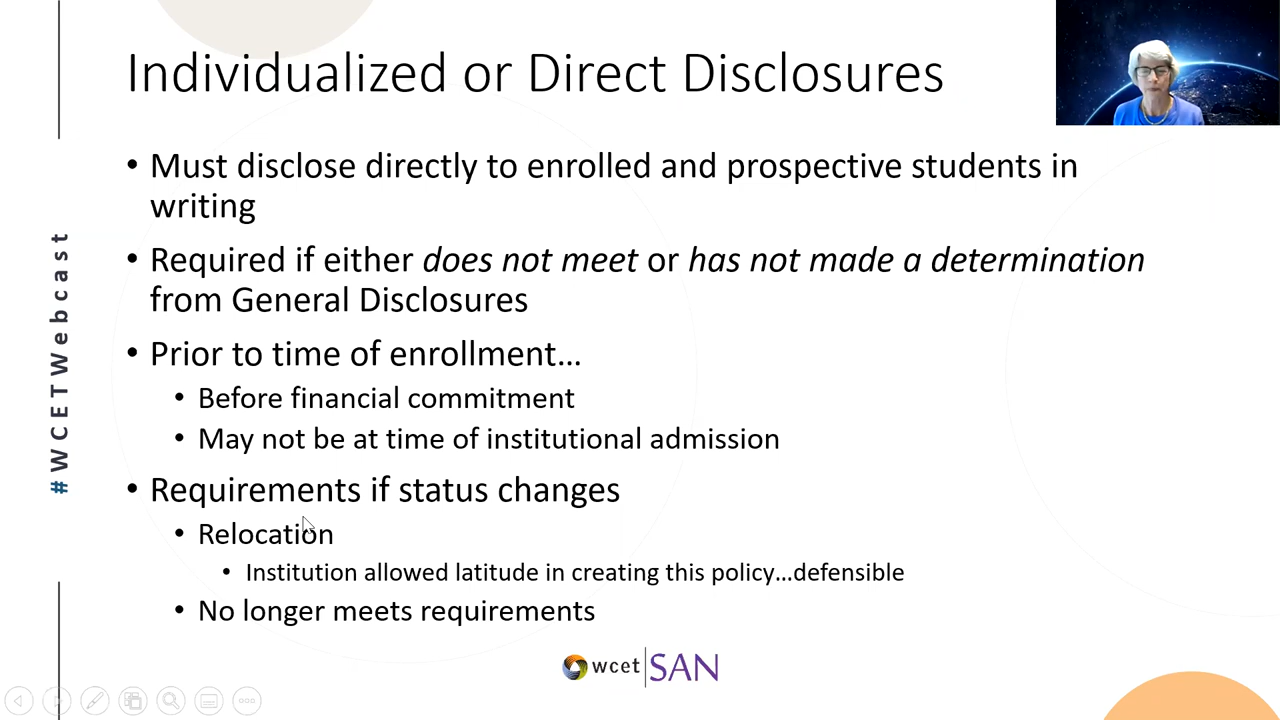 Individualized or Direct Disclosures
• Must disclose directly to enrolled and prospective students in
writing
• Required if either does not meet or has not made a determination
from General Disclosures
• Prior to time of enrollment…
• Before financial commitment
• May not be at time of institutional admission
• Requirements if status changes
• Relocation
• Institution allowed latitude in creating this policy…defensible
• No longer meets requirements
#WCETWebcast
wcet|SAN